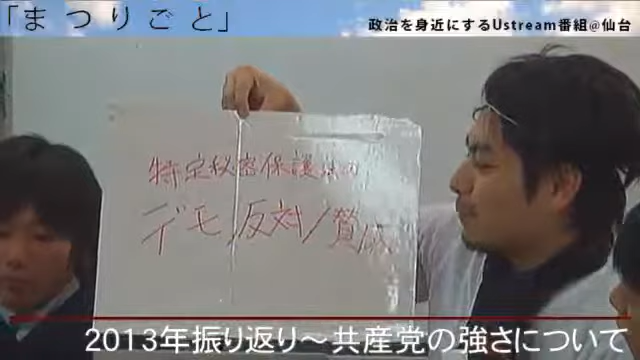 「まつりごと」
政治を身近にするUstream番組@仙台
特定秘密保護法の
デモ 反対/賛成
2013年振り返り～共産党の強さについて